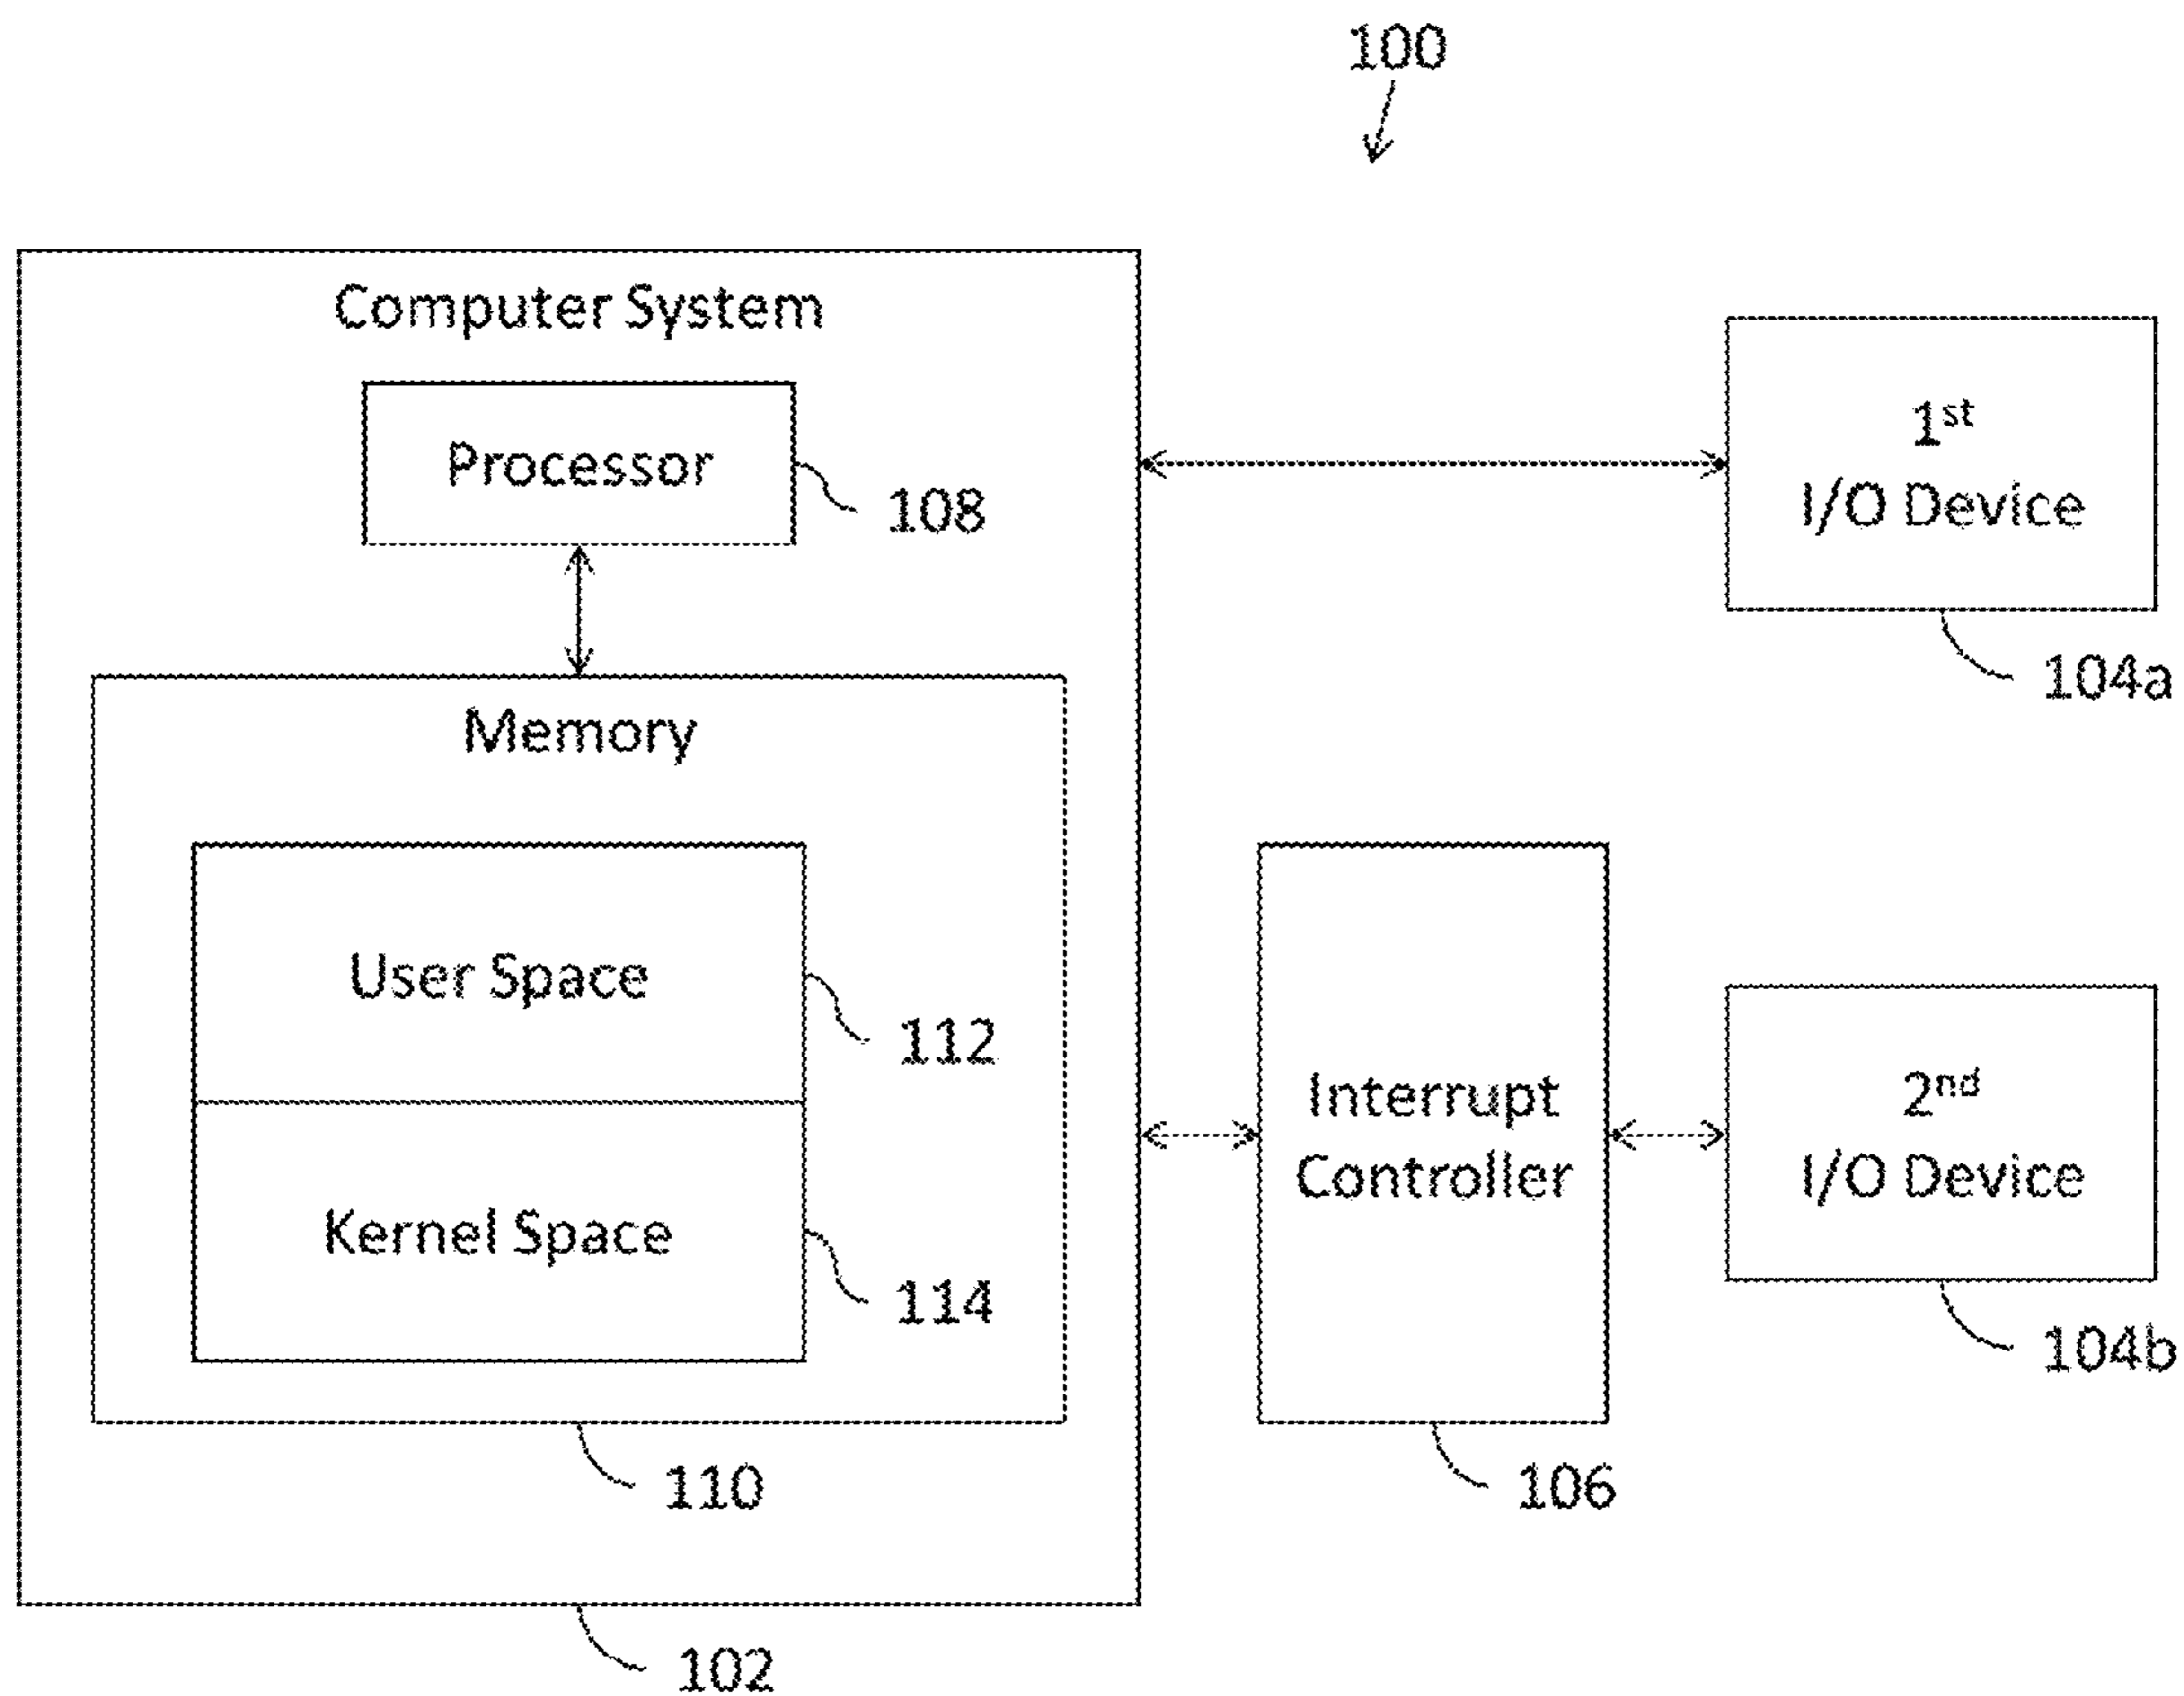 100
Computer System
Processor
108
1st
I/O Device
104a
Memory
User Space
112
Kernel Space
114
110
102
Interrupt
Controller
106
2nd
I/O Device
104b